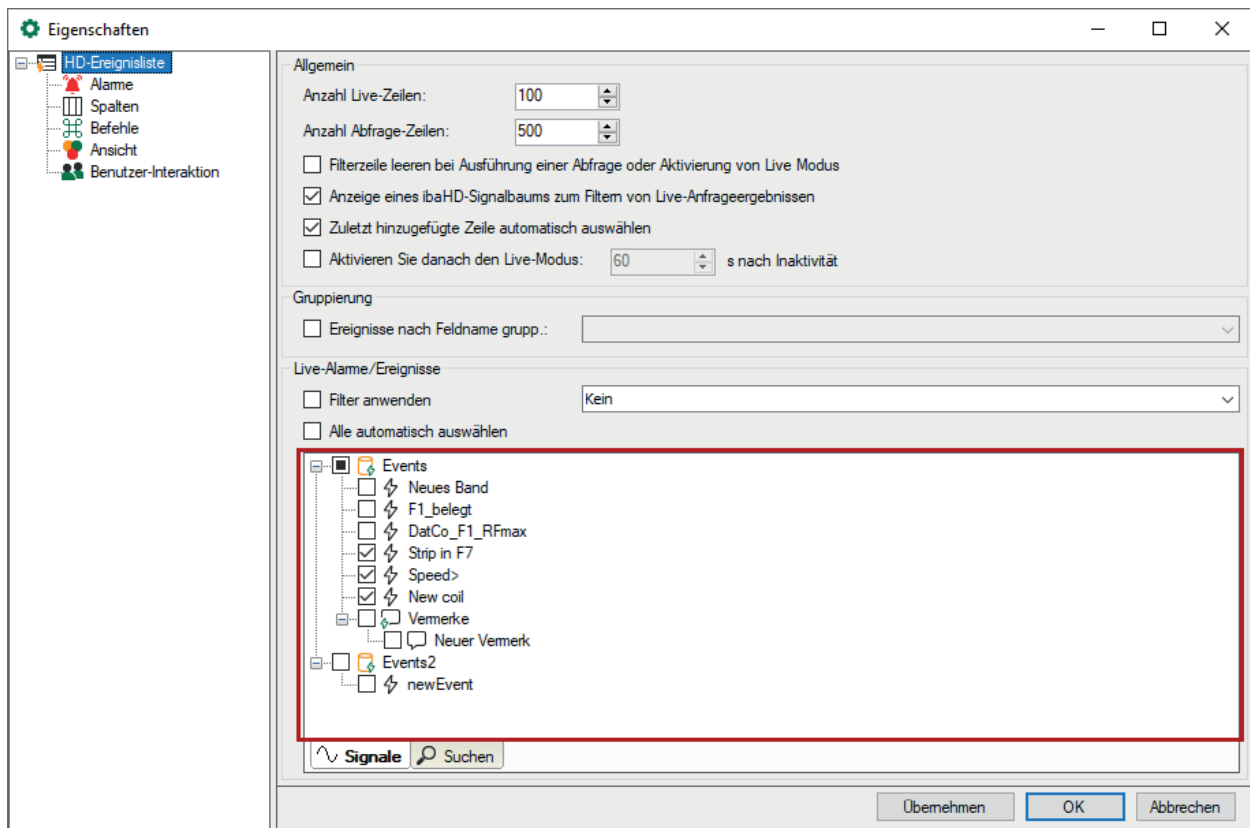 Eigenschaften
HD-Ereignisliste
Alarme
Spalten
Befehle
Ansicht
Benutzer-Interaktion
Allgemein
Anzahl Live-Zeilen: 100
Anzahl Abfrage-Zeilen: 500
Filterzeile leeren bei Ausführung einer Abfrage oder Aktivierung von Live Modus
Anzeige eines ibaHD-Signalbaums zum Filtern von Live-Anfrageergebnissen
Zuletzt hinzugefügte Zeile automatisch auswählen
Aktivieren Sie danach den Live-Modus: 60 s nach Inaktivität
Gruppierung
Ereignisse nach Feldname grupp.:
Live-Alarme/Ereignisse
Filter anwenden Kein
Alle automatisch auswählen
Events
Neues Band
F1_belegt
DatCo_F1_RFmax
Strip in F7
Speed>
New coil
Vermerke
Neuer Vermerk
Events2
newEvent
Signale Suchen
Übernehmen OK Abbrechen